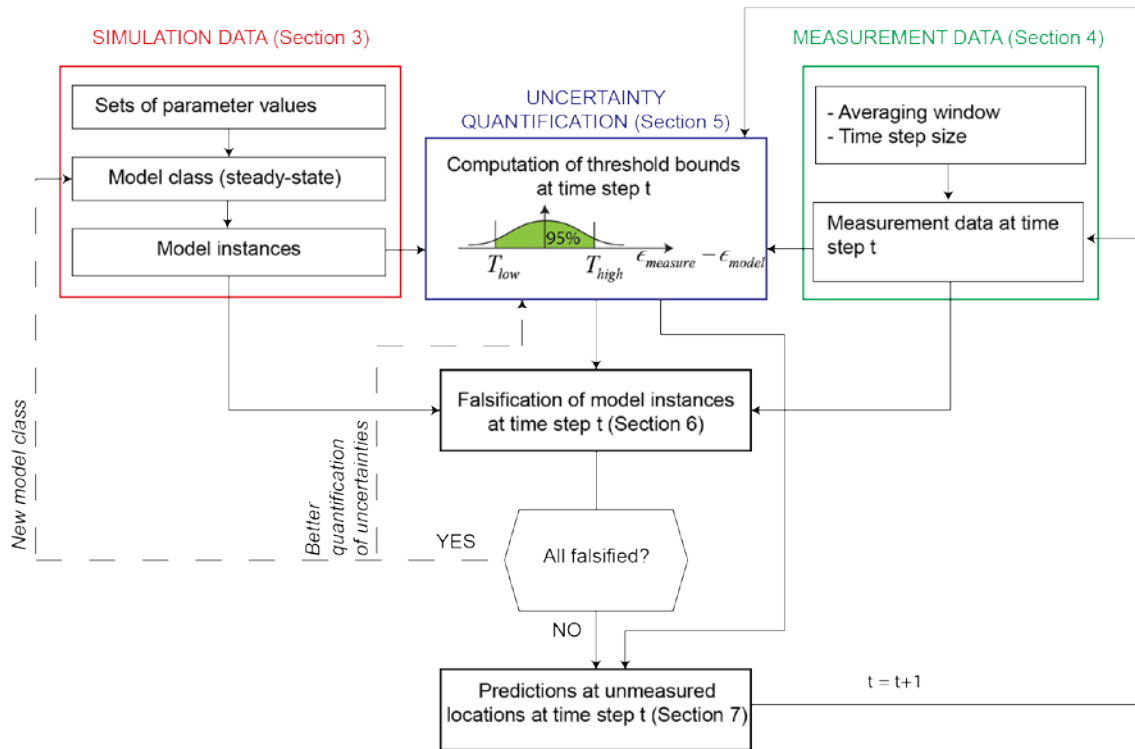 SIMULATION DATA (Section 3)
Sets of parameter values
Model class (steady-state)
Model instances
UNCERTAINTY
QUANTIFICATION (Section 5)
Computation of threshold bounds
at time step t
95%
T_low
T_high
ϵ_measure − ϵ_model
MEASUREMENT DATA (Section 4)
- Averaging window
- Time step size
Measurement data at time
step t
Falsification of model instances
at time step t (Section 6)
New model class
Better
quantification
of uncertainties
YES
All falsified?
NO
Predictions at unmeasured
locations at time step t (Section 7)
t = t+1